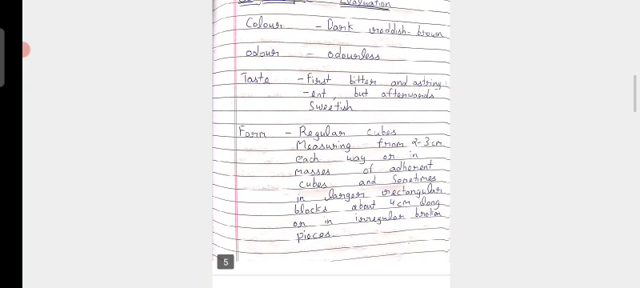 Evaluation
Colour - Dark reddish-brown
odour - odourless
Taste - First bitter and astring-
-ent, but afterwards
Sweetish
Form - Regular cubes
Measuring from 2-3cm
each way or in
masses of adherent
cubes and Sometimes
in larger rectangular
blocks about 4cm long
or in irregular broken
pieces.
5